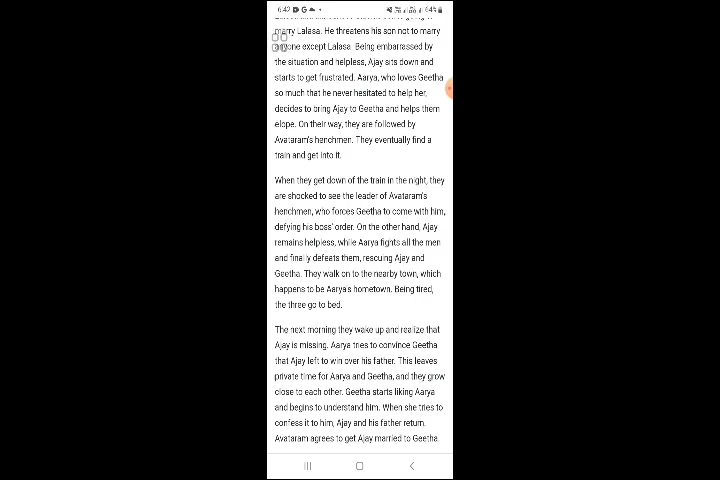 6:42
64%
marry Lalasa. He threatens his son not to marry
anyone except Lalasa. Being embarrassed by
the situation and helpless, Ajay sits down and
starts to get frustrated. Aarya, who loves Geetha
so much that he never hesitated to help her,
decides to bring Ajay to Geetha and helps them
elope. On their way, they are followed by
Avataram's henchmen. They eventually find a
train and get into it.
When they get down of the train in the night, they
are shocked to see the leader of Avataram's
henchmen, who forces Geetha to come with him,
defying his boss' order. On the other hand, Ajay
remains helpless, while Aarya fights all the men
and finally defeats them, rescuing Ajay and
Geetha. They walk on to the nearby town, which
happens to be Aarya's hometown. Being tired,
the three go to bed.
The next morning they wake up and realize that
Ajay is missing. Aarya tries to convince Geetha
that Ajay left to win over his father. This leaves
private time for Aarya and Geetha, and they grow
close to each other. Geetha starts liking Aarya
and begins to understand him. When she tries to
confess it to him, Ajay and his father return.
Avataram agrees to get Ajay married to Geetha.